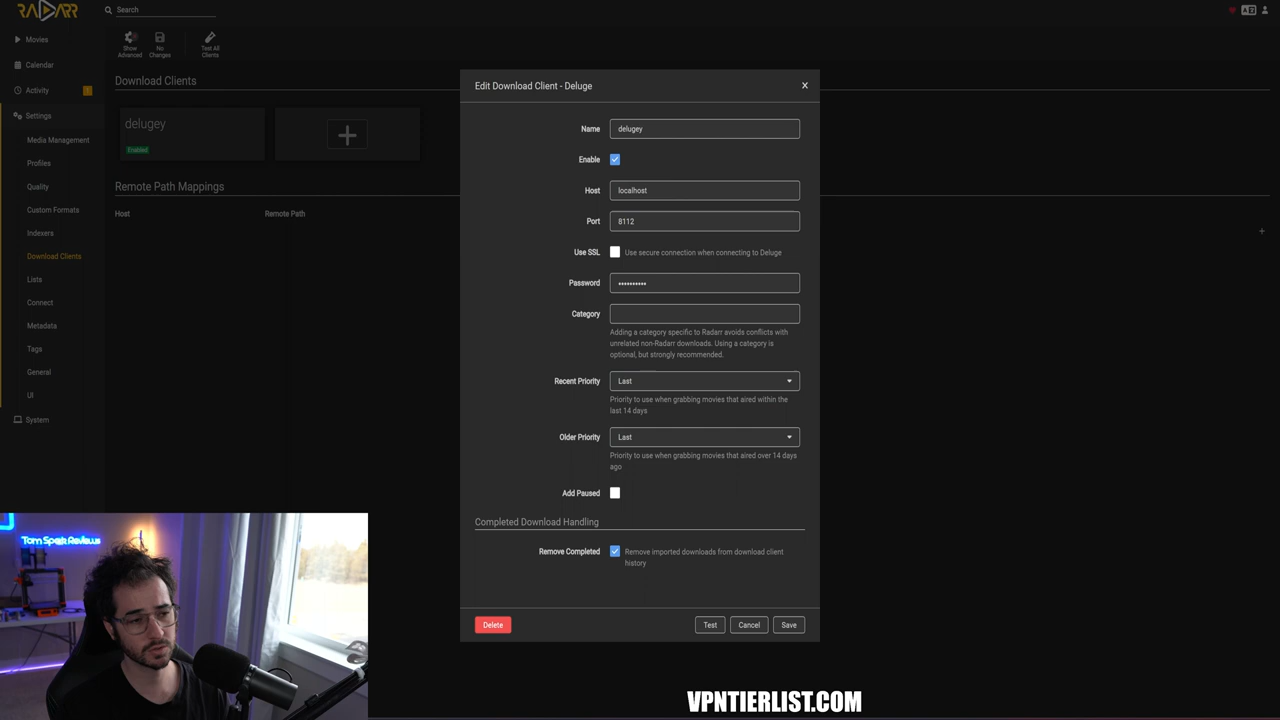 RADARR
Search
Movies
Calendar
Activity
Settings
Media Management
Profiles
Quality
Custom Formats
Indexers
Download Clients
Lists
Connect
Metadata
Tags
General
UI
System
Show
Advanced
No
Changes
Test All
Clients
Download Clients
delugey
Enabled
Remote Path Mappings
Host
Remote Path
Edit Download Client - Deluge
Name
delugey
Enable
Host
localhost
Port
8112
Use SSL
Use secure connection when connecting to Deluge
Password
••••••••••
Category
Adding a category specific to Radarr avoids conflicts with
unrelated non-Radarr downloads. Using a category is
optional, but strongly recommended.
Recent Priority
Last
Priority to use when grabbing movies that aired within the
last 14 days
Older Priority
Last
Priority to use when grabbing movies that aired over 14 days
ago
Add Paused
Completed Download Handling
Remove Completed
Remove imported downloads from download client
history
Delete
Test
Cancel
Save
Tom Spark Reviews
VPNTIERLIST.COM